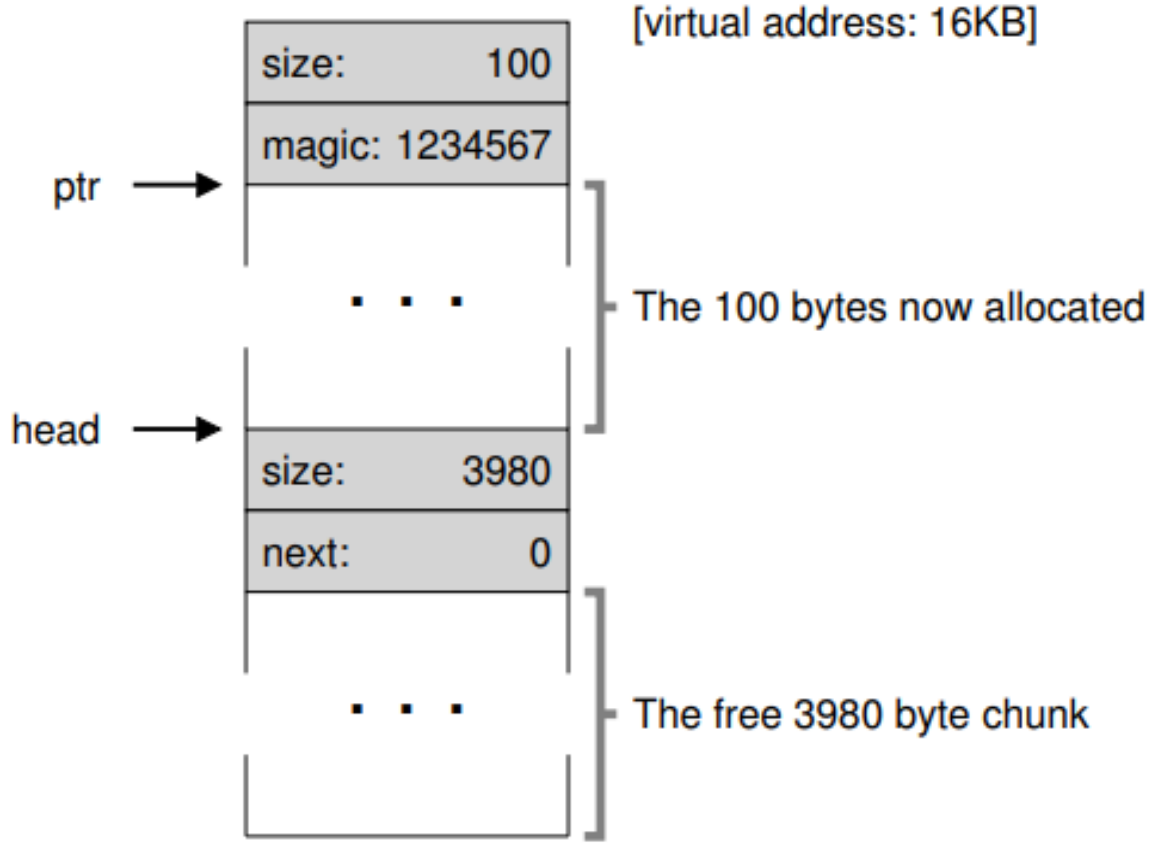 [virtual address: 16KB]
size: 100
magic: 1234567
ptr
. . .
The 100 bytes now allocated
head
size: 3980
next: 0
. . .
The free 3980 byte chunk